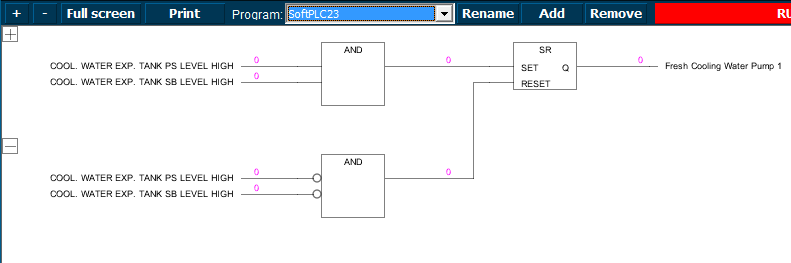 + - Full screen Print Program: SoftPLC23 Rename Add Remove RU
AND SR
COOL. WATER EXP. TANK PS LEVEL HIGH 0 0 SET Q 0 Fresh Cooling Water Pump 1
COOL. WATER EXP. TANK SB LEVEL HIGH 0 RESET
AND
COOL. WATER EXP. TANK PS LEVEL HIGH 0 0
COOL. WATER EXP. TANK SB LEVEL HIGH 0